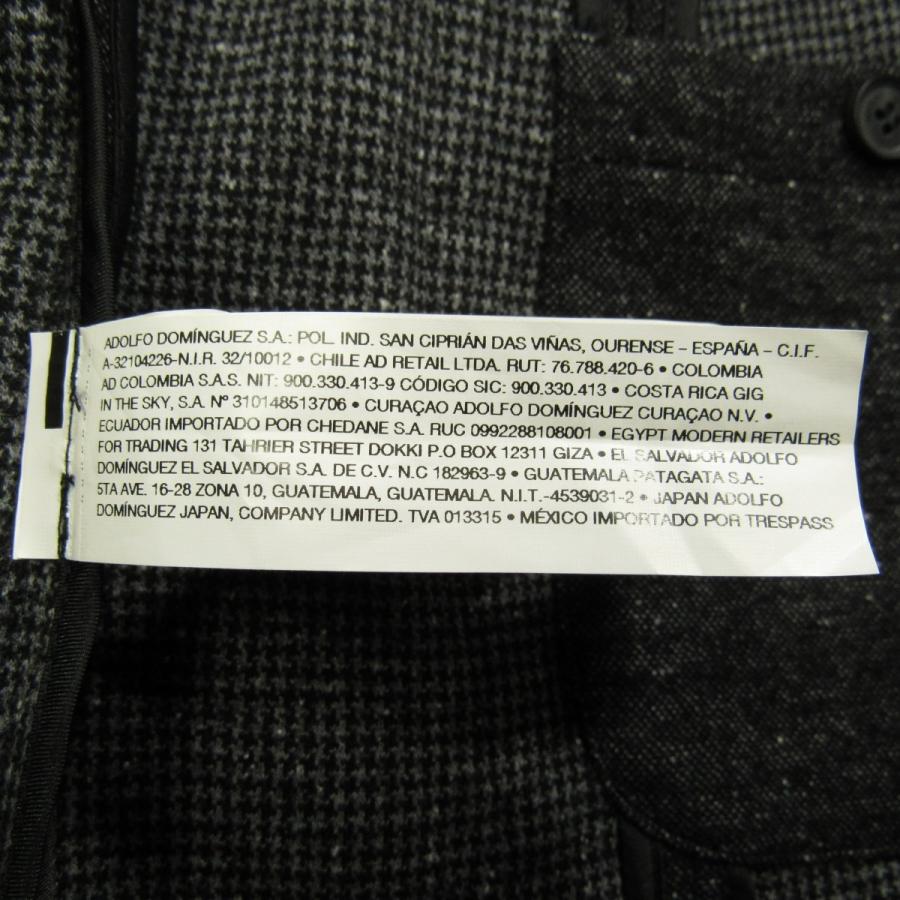 ADOLFO DOMÍNGUEZ S.A.: POL. IND. SAN CIPRIÁN DAS VIÑAS, OURENSE – ESPAÑA – C.I.F.
A-32104226-N.I.R. 32/10012 • CHILE AD RETAIL LTDA. RUT: 76.788.420-6 • COLOMBIA
AD COLOMBIA S.A.S. NIT: 900.330.413-9 CÓDIGO SIC: 900.330.413 • COSTA RICA GIG
IN THE SKY, S.A. Nº 310148513706 • CURAÇAO ADOLFO DOMÍNGUEZ CURAÇAO N.V. •
ECUADOR IMPORTADO POR CHEDANE S.A. RUC 0992288108001 • EGYPT MODERN RETAILERS
FOR TRADING 131 TAHRIER STREET DOKKI P.O BOX 12311 GIZA • EL SALVADOR ADOLFO
DOMÍNGUEZ EL SALVADOR S.A. DE C.V. N.C 182963-9 • GUATEMALA PATAGATA S.A.:
5TA AVE. 16-28 ZONA 10, GUATEMALA, GUATEMALA. N.I.T.-4539031-2 • JAPAN ADOLFO
DOMÍNGUEZ JAPAN, COMPANY LIMITED. TVA 013315 • MÉXICO IMPORTADO POR TRESPASS